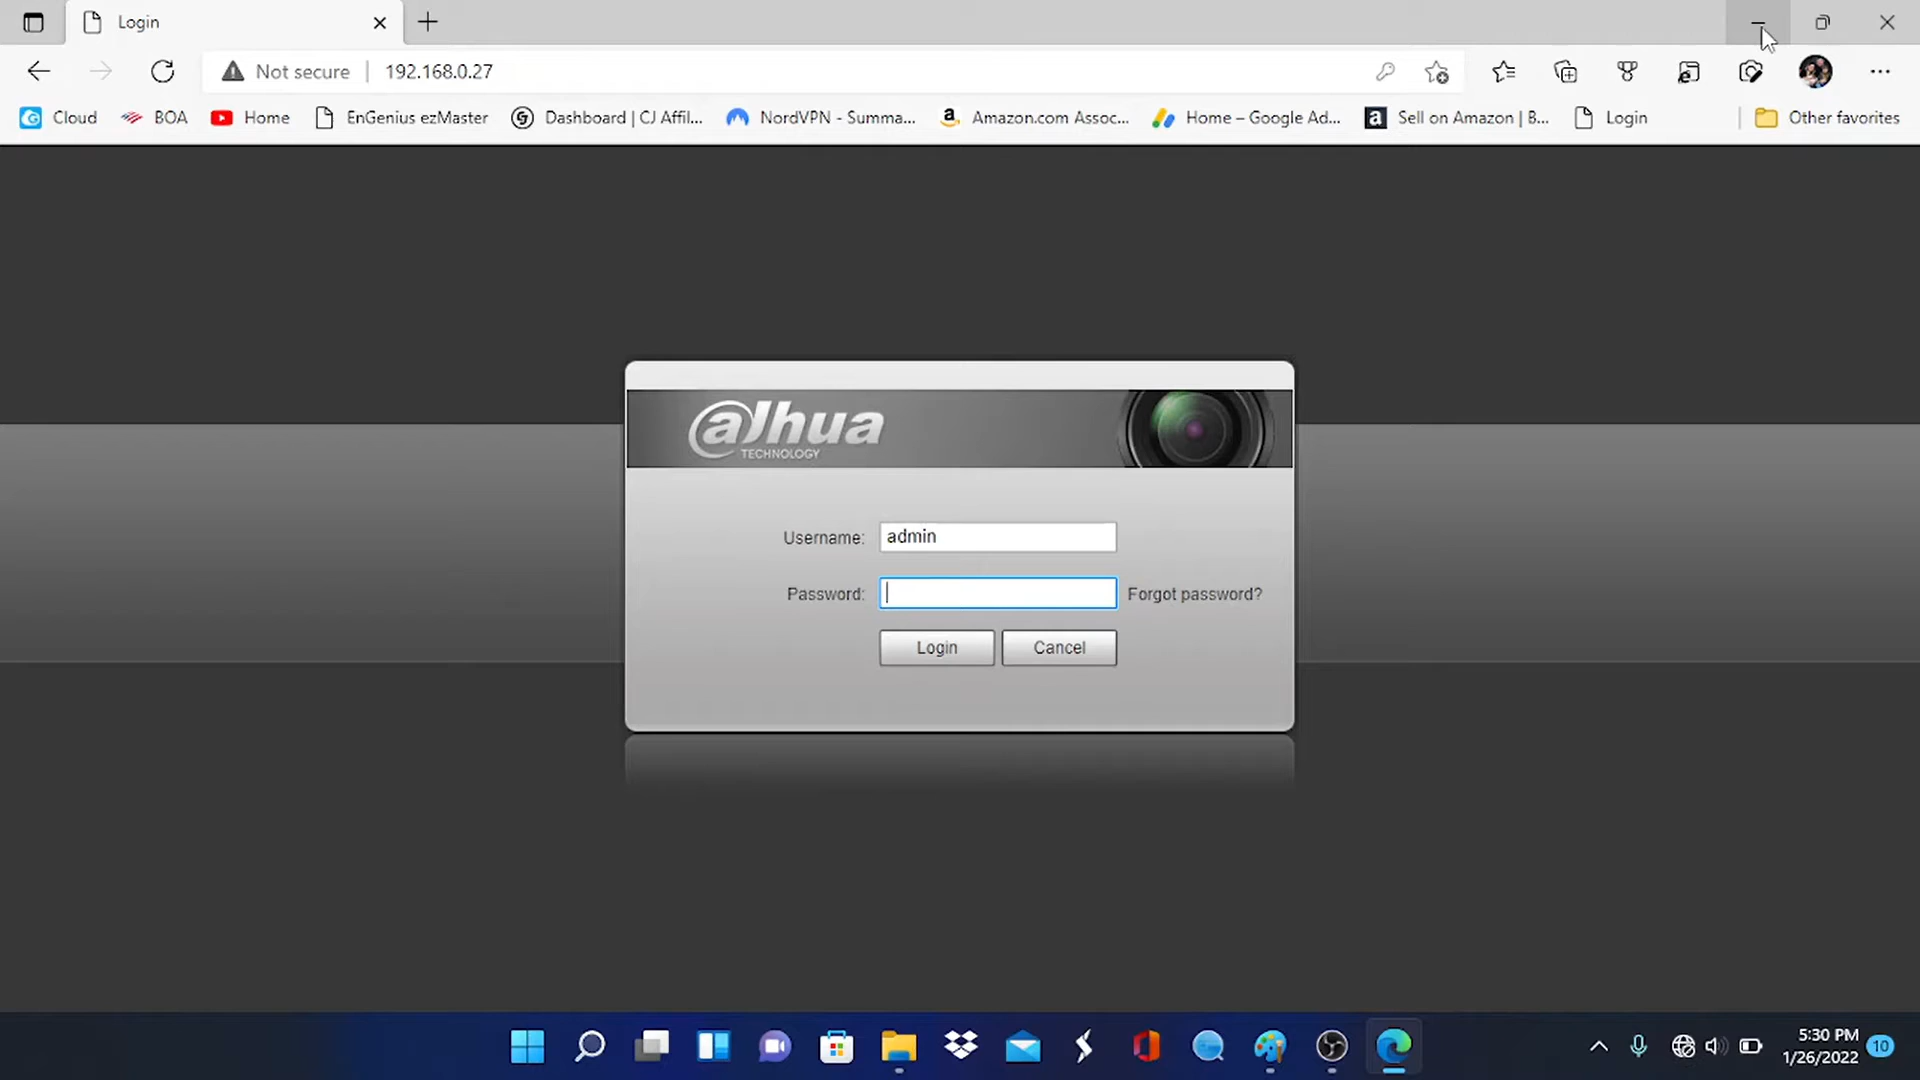 Login
Not secure 192.168.0.27
Cloud BOA Home EnGenius ezMaster Dashboard | CJ Affil... NordVPN - Summa... Amazon.com Assoc... Home – Google Ad... Sell on Amazon | B... Login Other favorites
alhua
TECHNOLOGY
Username: admin
Password: Forgot password?
Login Cancel
5:30 PM
1/26/2022 10